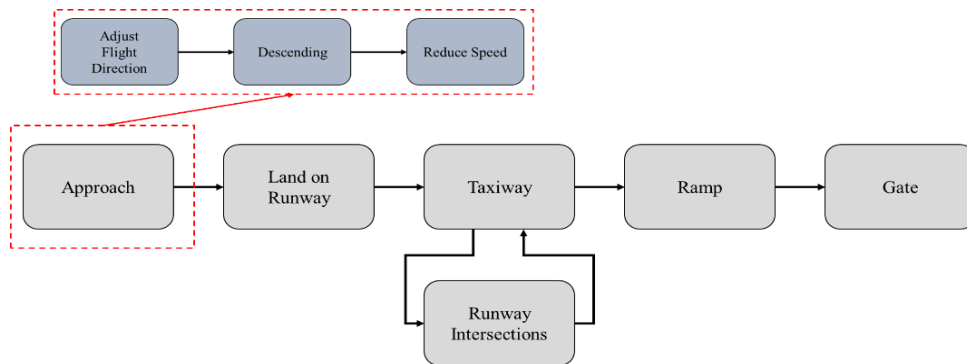 Adjust
Flight
Direction
Descending
Reduce Speed
Approach
Land on
Runway
Taxiway
Ramp
Gate
Runway
Intersections